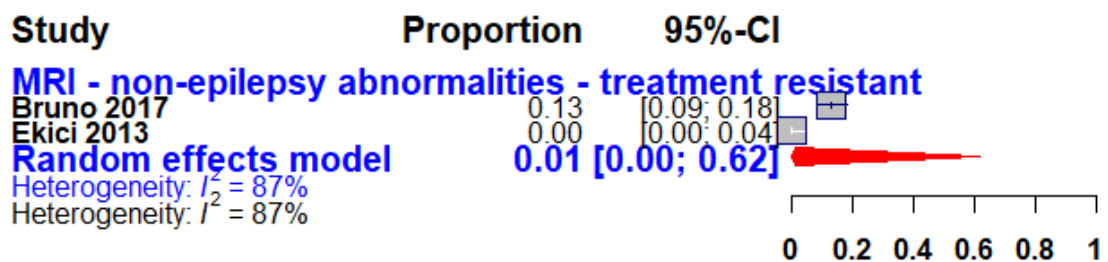 Study Proportion 95%-CI
MRI - non-epilepsy abnormalities - treatment resistant
Bruno 2017 0.13 [0.09; 0.18]
Ekici 2013 0.00 [0.00; 0.04]
Random effects model 0.01 [0.00; 0.62]
Heterogeneity: I² = 87%
Heterogeneity: I² = 87%
0 0.2 0.4 0.6 0.8 1